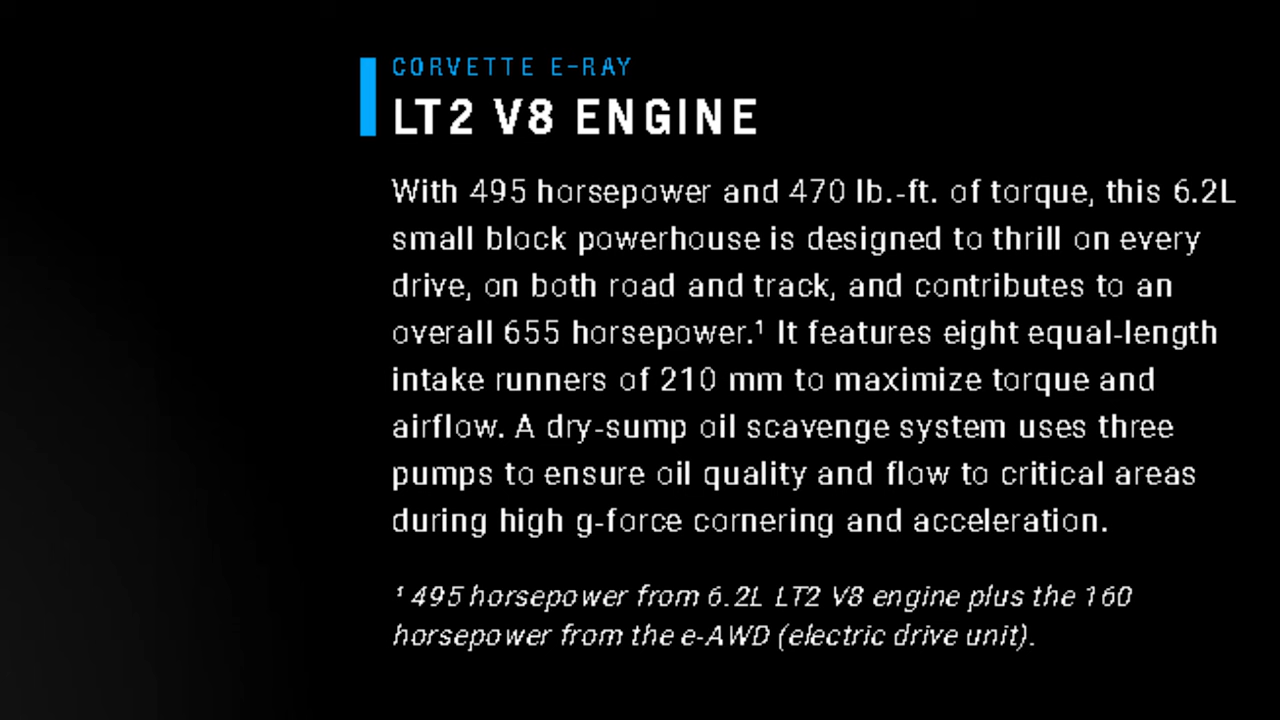 CORVETTE E-RAY
LT2 V8 ENGINE
With 495 horsepower and 470 lb.-ft. of torque, this 6.2L
small block powerhouse is designed to thrill on every
drive, on both road and track, and contributes to an
overall 655 horsepower.¹ It features eight equal-length
intake runners of 210 mm to maximize torque and
airflow. A dry-sump oil scavenge system uses three
pumps to ensure oil quality and flow to critical areas
during high g-force cornering and acceleration.
¹ 495 horsepower from 6.2L LT2 V8 engine plus the 160
horsepower from the e-AWD (electric drive unit).